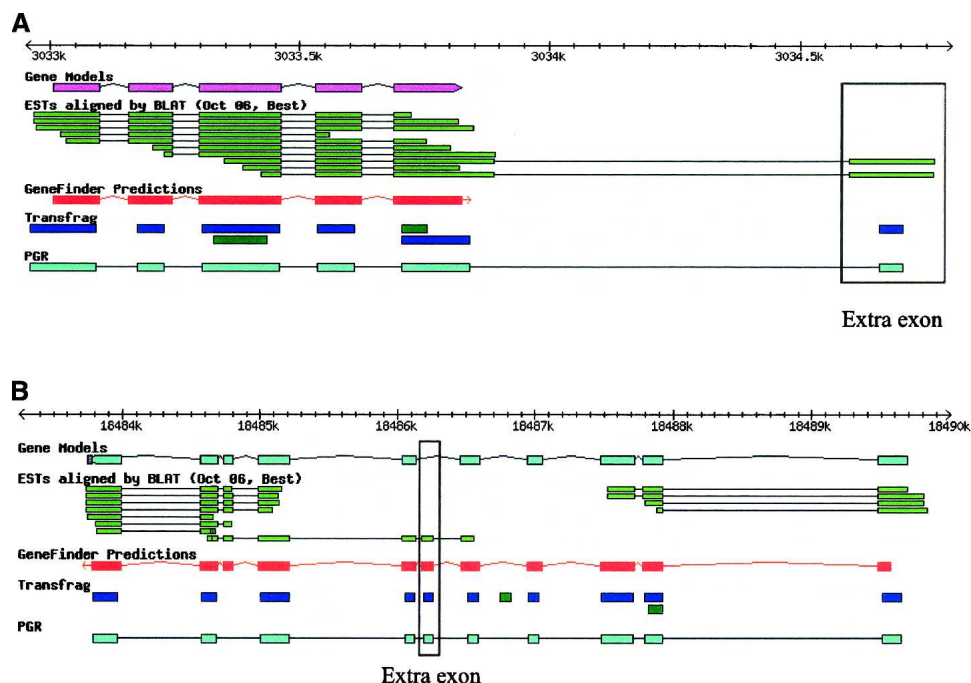 A
3033k 3033.5k 3034k 3034.5k
Gene Models
ESTs aligned by BLAT (Oct 06, Best)
GeneFinder Predictions
Transfrag
PGR
Extra exon
B
18484k 18485k 18486k 18487k 18488k 18489k 18490k
Gene Models
ESTs aligned by BLAT (Oct 06, Best)
GeneFinder Predictions
Transfrag
PGR
Extra exon